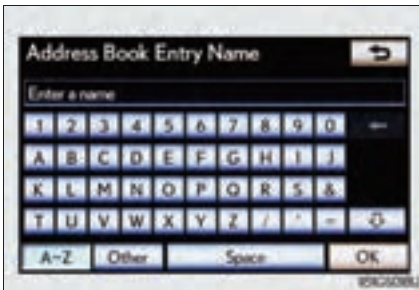 Address Book Entry Name
Enter a name
1 2 3 4 5 6 7 8 9 0
A B C D E F G H I J
K L M N O P Q R S &
T U V W X Y Z / ' -
A-Z Other Space OK